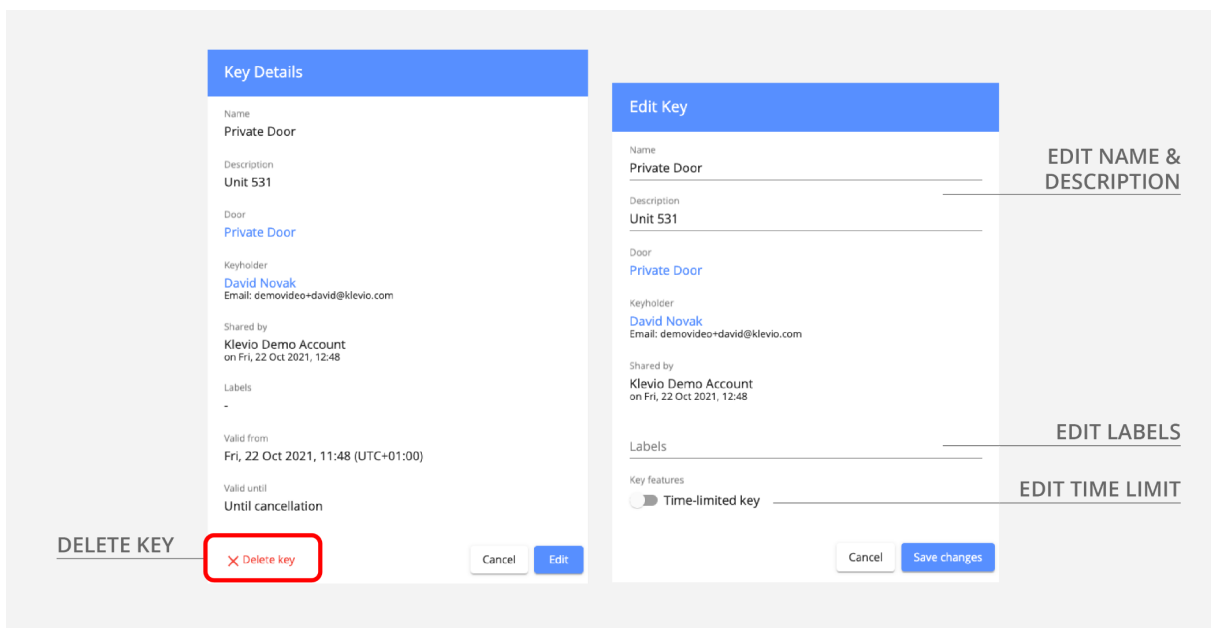 Key Details
Name
Private Door
Description
Unit 531
Door
Private Door
Keyholder
David Novak
Email: demovideo+david@klevio.com
Shared by
Klevio Demo Account
on Fri, 22 Oct 2021, 12:48
Labels
-
Valid from
Fri, 22 Oct 2021, 11:48 (UTC+01:00)
Valid until
Until cancellation
DELETE KEY
Delete key
Cancel
Edit
Edit Key
Name
Private Door
EDIT NAME &
DESCRIPTION
Description
Unit 531
Door
Private Door
Keyholder
David Novak
Email: demovideo+david@klevio.com
Shared by
Klevio Demo Account
on Fri, 22 Oct 2021, 12:48
Labels
EDIT LABELS
Key features
Time-limited key
EDIT TIME LIMIT
Cancel
Save changes